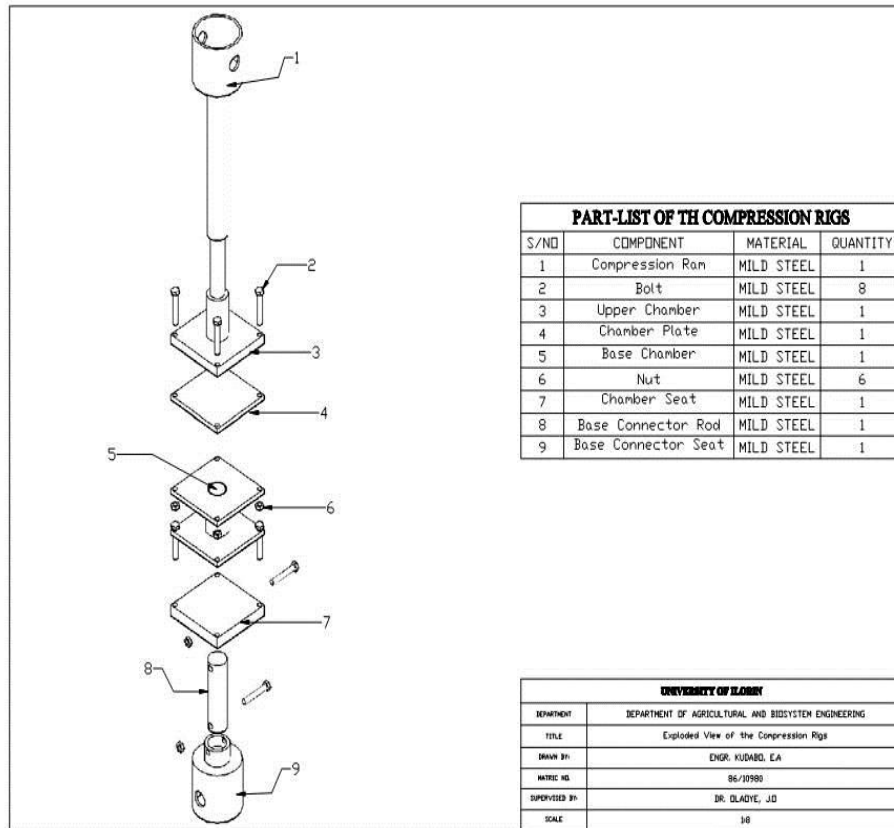 1
2
3
4
5
6
7
8
9
PART-LIST OF TH COMPRESSION RIGS
S/NO COMPONENT MATERIAL QUANTITY
1 Compression Ram MILD STEEL 1
2 Bolt MILD STEEL 8
3 Upper Chamber MILD STEEL 1
4 Chamber Plate MILD STEEL 1
5 Base Chamber MILD STEEL 1
6 Nut MILD STEEL 6
7 Chamber Seat MILD STEEL 1
8 Base Connector Rod MILD STEEL 1
9 Base Connector Seat MILD STEEL 1
UNIVERSITY OF ILORIN
DEPARTMENT DEPARTMENT OF AGRICULTURAL AND BIOSYSTEM ENGINEERING
TITLE Exploded View of the Compression Rigs
DRAWN BY: ENGR. KUDABO, E.A
MATRIC NO. 86/10980
SUPERVISED BY: DR. OLAOYE, J.O
SCALE 1:8